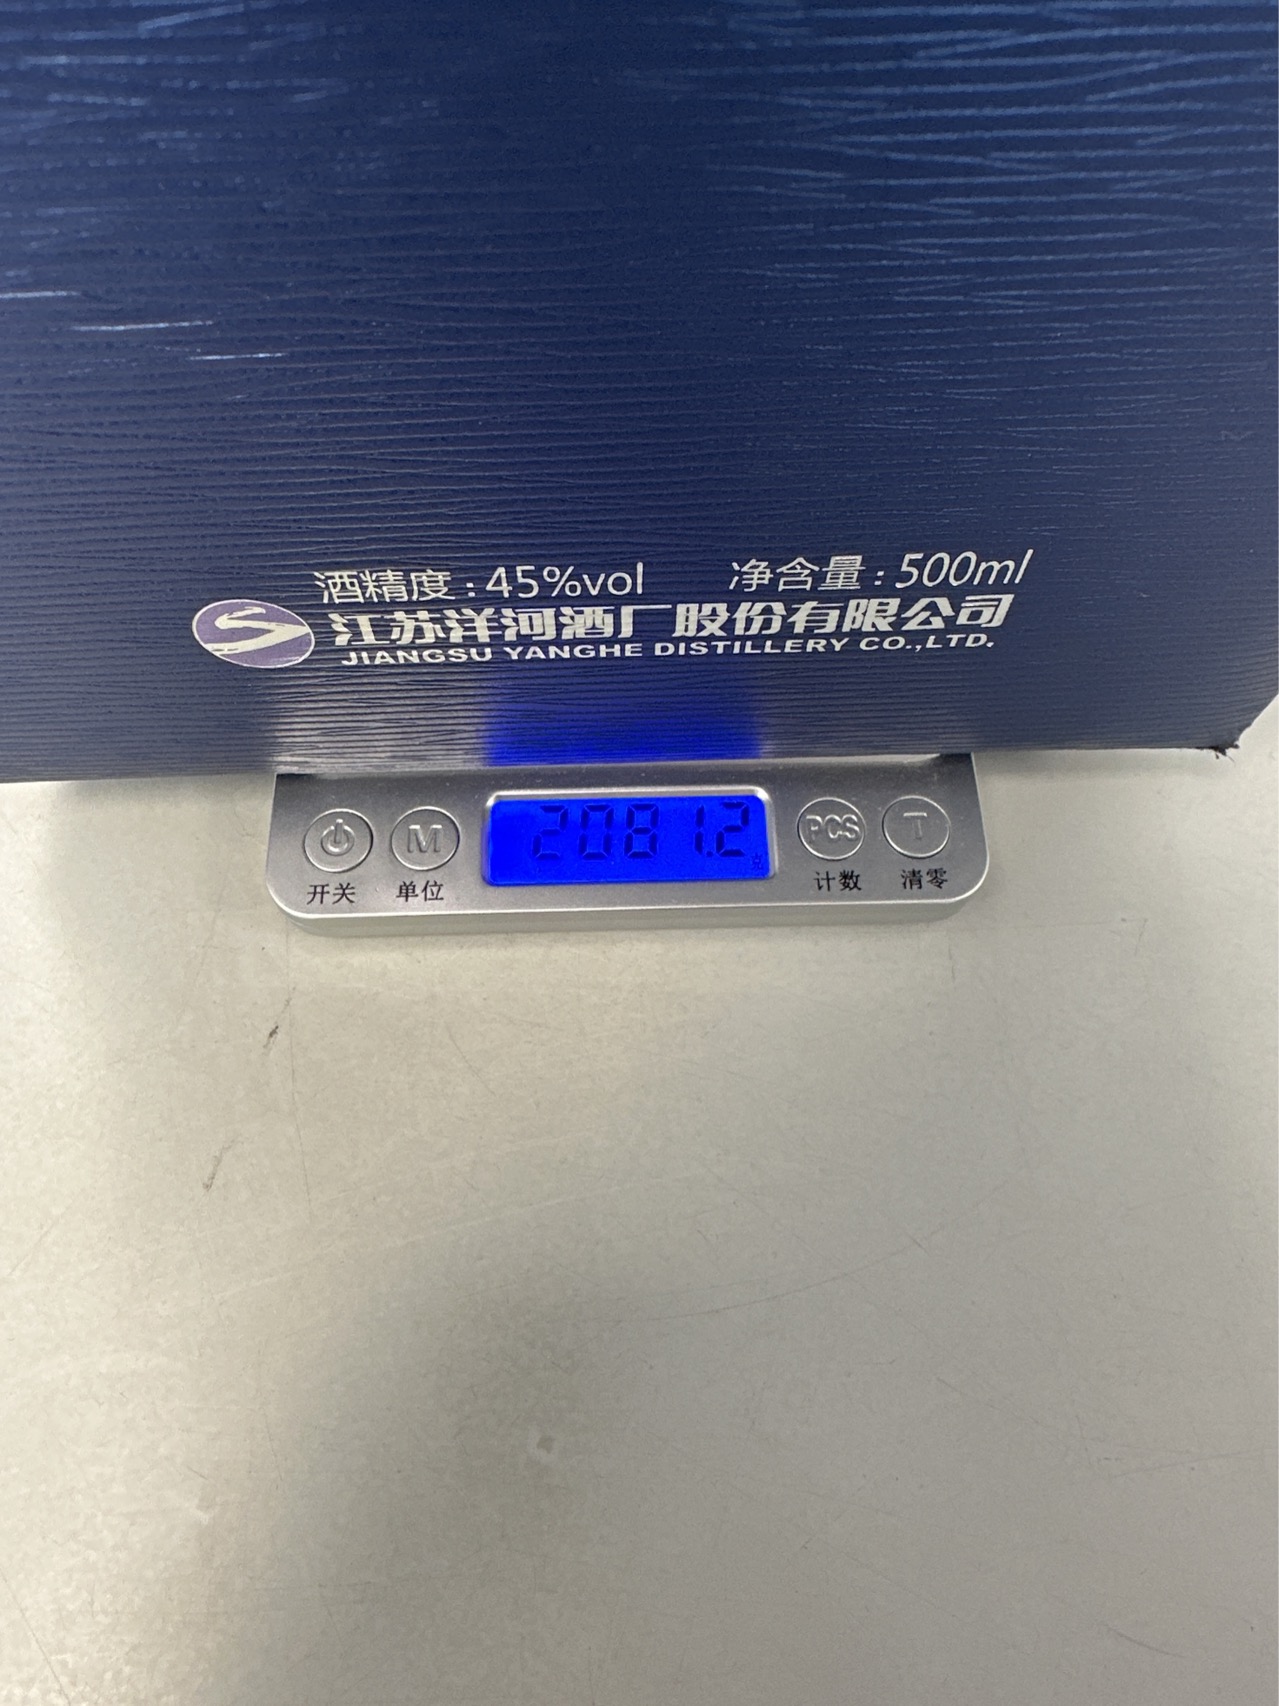 酒精度：45%vol 净含量：500ml
江苏洋河酒厂股份有限公司
JIANGSU YANGHE DISTILLERY CO.,LTD.
M 2081.2 克 PCS T
开关 单位 计数 清零